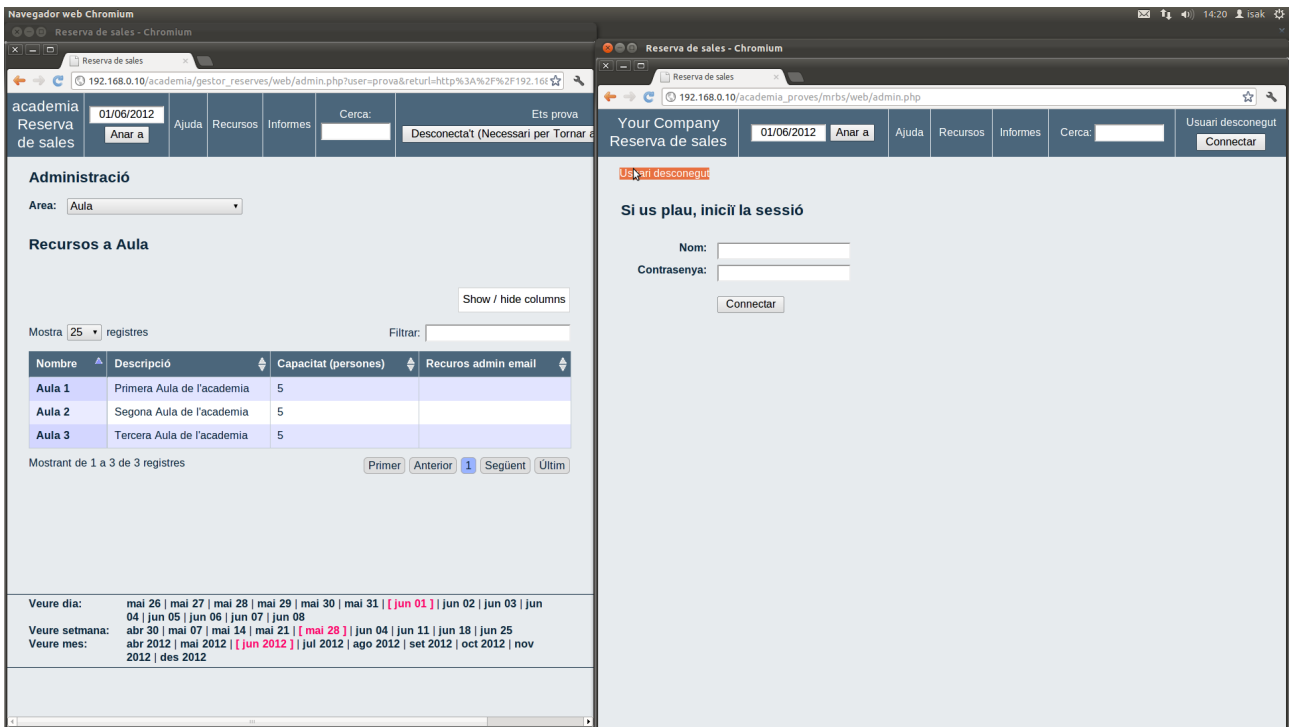 Navegador web Chromium
14:20 isak
Reserva de sales - Chromium
Reserva de sales
192.168.0.10/academia/gestor_reserves/web/admin.php?user=prova&returl=http%3A%2F%2F192.168
academia
Reserva
de sales
01/06/2012
Anar a
Ajuda
Recursos
Informes
Cerca:
Ets prova
Desconecta't (Necessari per Tornar a
Administració
Area: Aula
Recursos a Aula
Show / hide columns
Mostra 25 registres
Filtrar:
Nombre Descripció Capacitat (persones) Recuros admin email
Aula 1 Primera Aula de l'academia 5
Aula 2 Segona Aula de l'academia 5
Aula 3 Tercera Aula de l'academia 5
Mostrant de 1 a 3 de 3 registres
Primer Anterior 1 Següent Últim
Veure dia: mai 26 | mai 27 | mai 28 | mai 29 | mai 30 | mai 31 | [ jun 01 ] | jun 02 | jun 03 | jun
04 | jun 05 | jun 06 | jun 07 | jun 08
Veure setmana: abr 30 | mai 07 | mai 14 | mai 21 | [ mai 28 ] | jun 04 | jun 11 | jun 18 | jun 25
Veure mes: abr 2012 | mai 2012 | [ jun 2012 ] | jul 2012 | ago 2012 | set 2012 | oct 2012 | nov
2012 | des 2012
Reserva de sales - Chromium
Reserva de sales
192.168.0.10/academia_proves/mrbs/web/admin.php
Your Company
Reserva de sales
01/06/2012 Anar a
Ajuda
Recursos
Informes
Cerca:
Usuari desconegut
Connectar
Usuari desconegut
Si us plau, iniciï la sessió
Nom:
Contrasenya:
Connectar